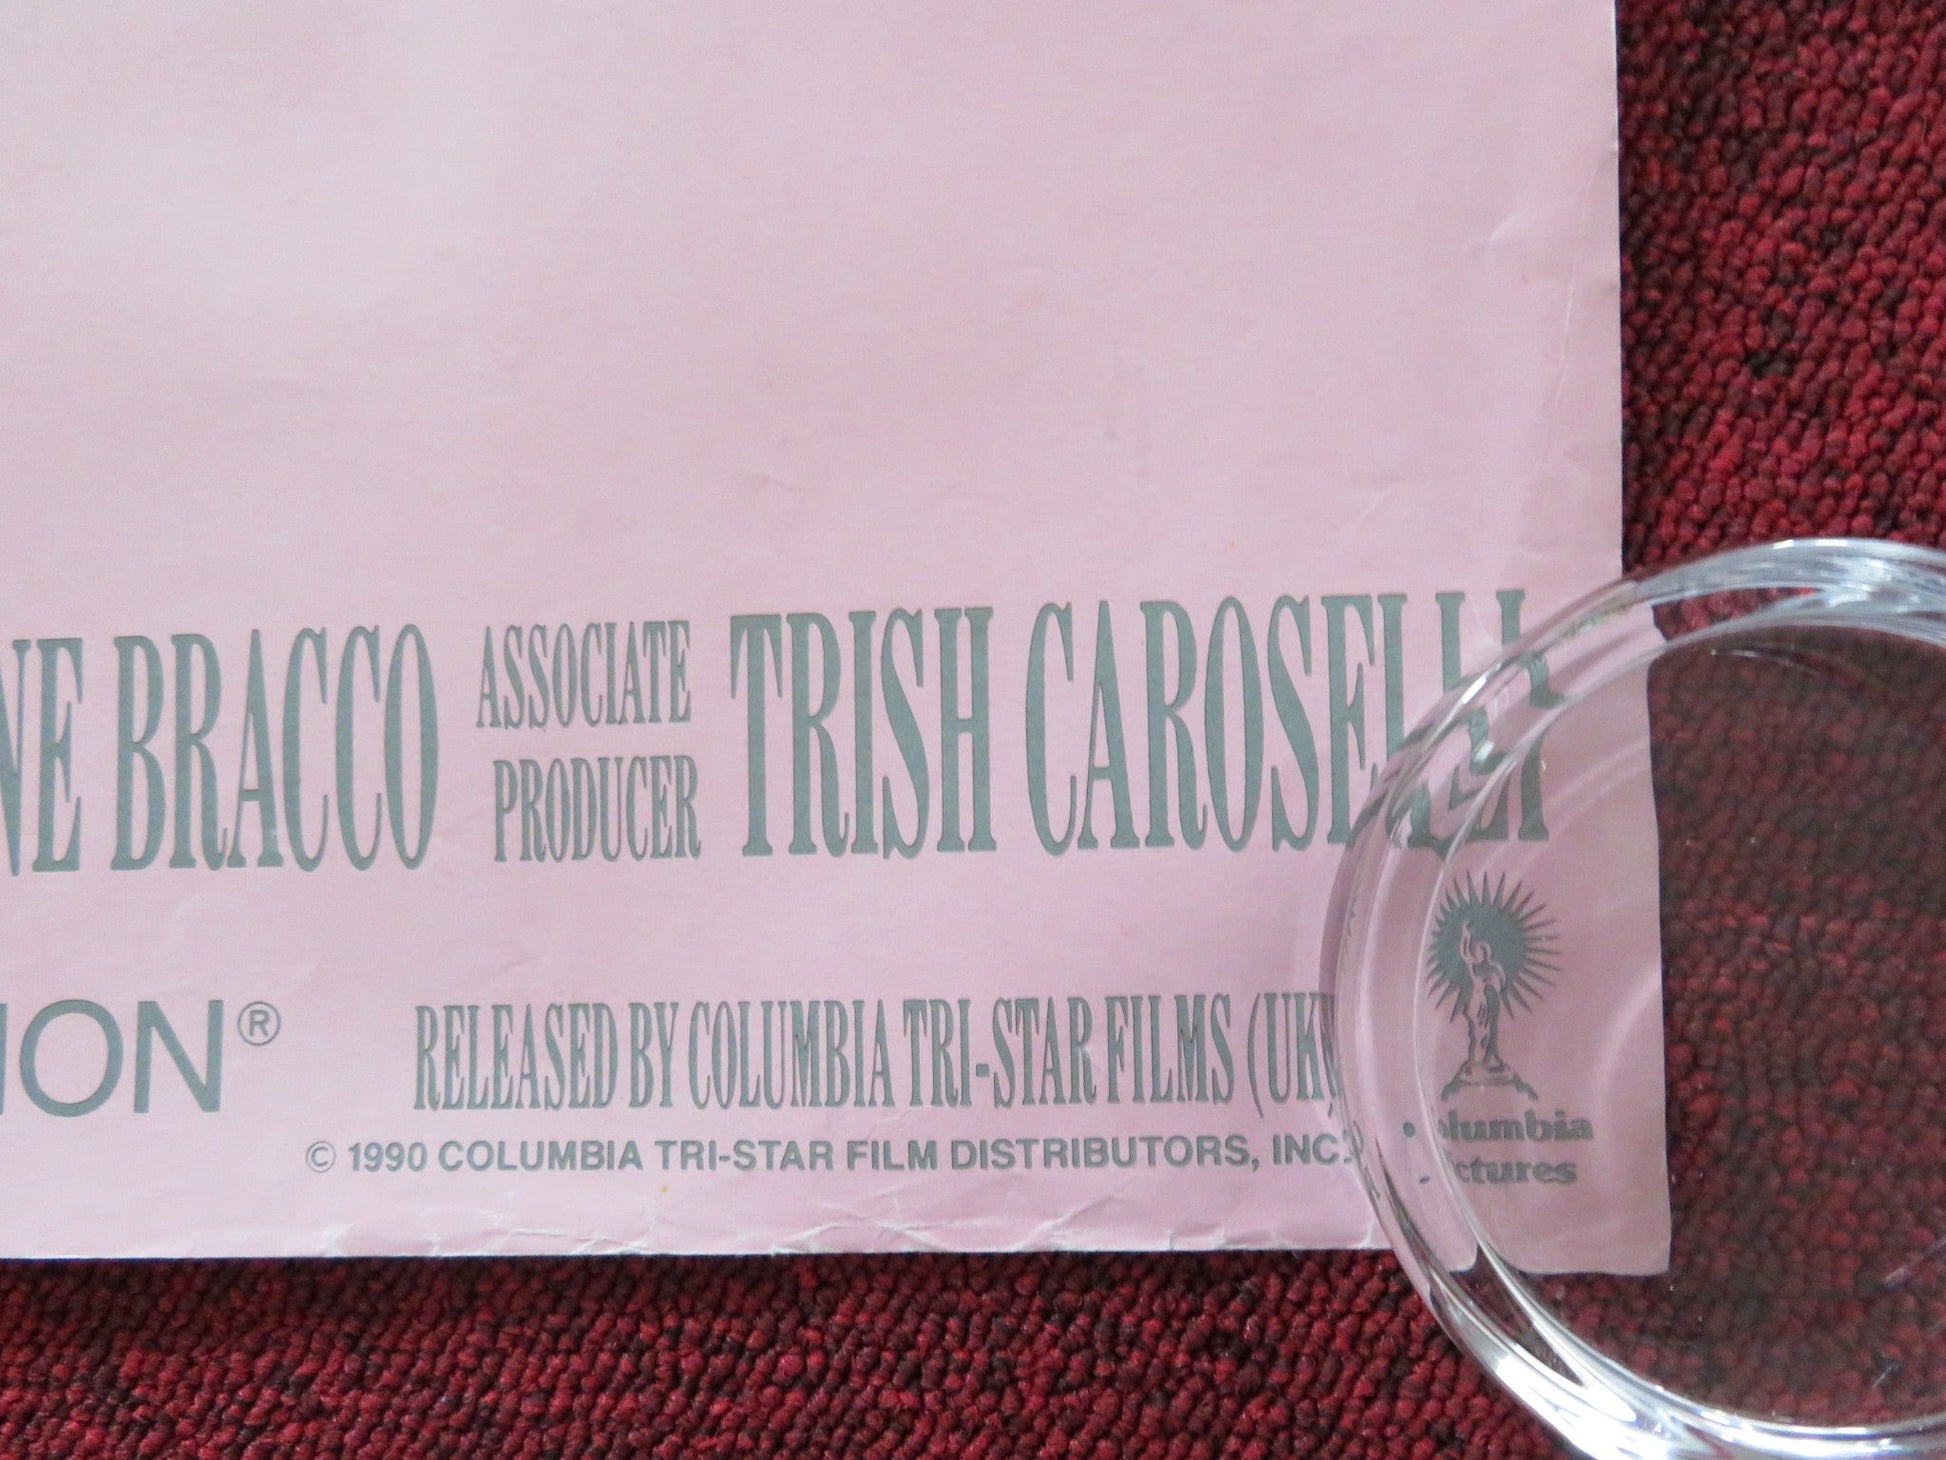 NE BRACCO ASSOCIATE PRODUCER TRISH CAROSELLI
ION® RELEASED BY COLUMBIA TRI-STAR FILMS (UK)
© 1990 COLUMBIA TRI-STAR FILM DISTRIBUTORS, INC.
Columbia
Pictures